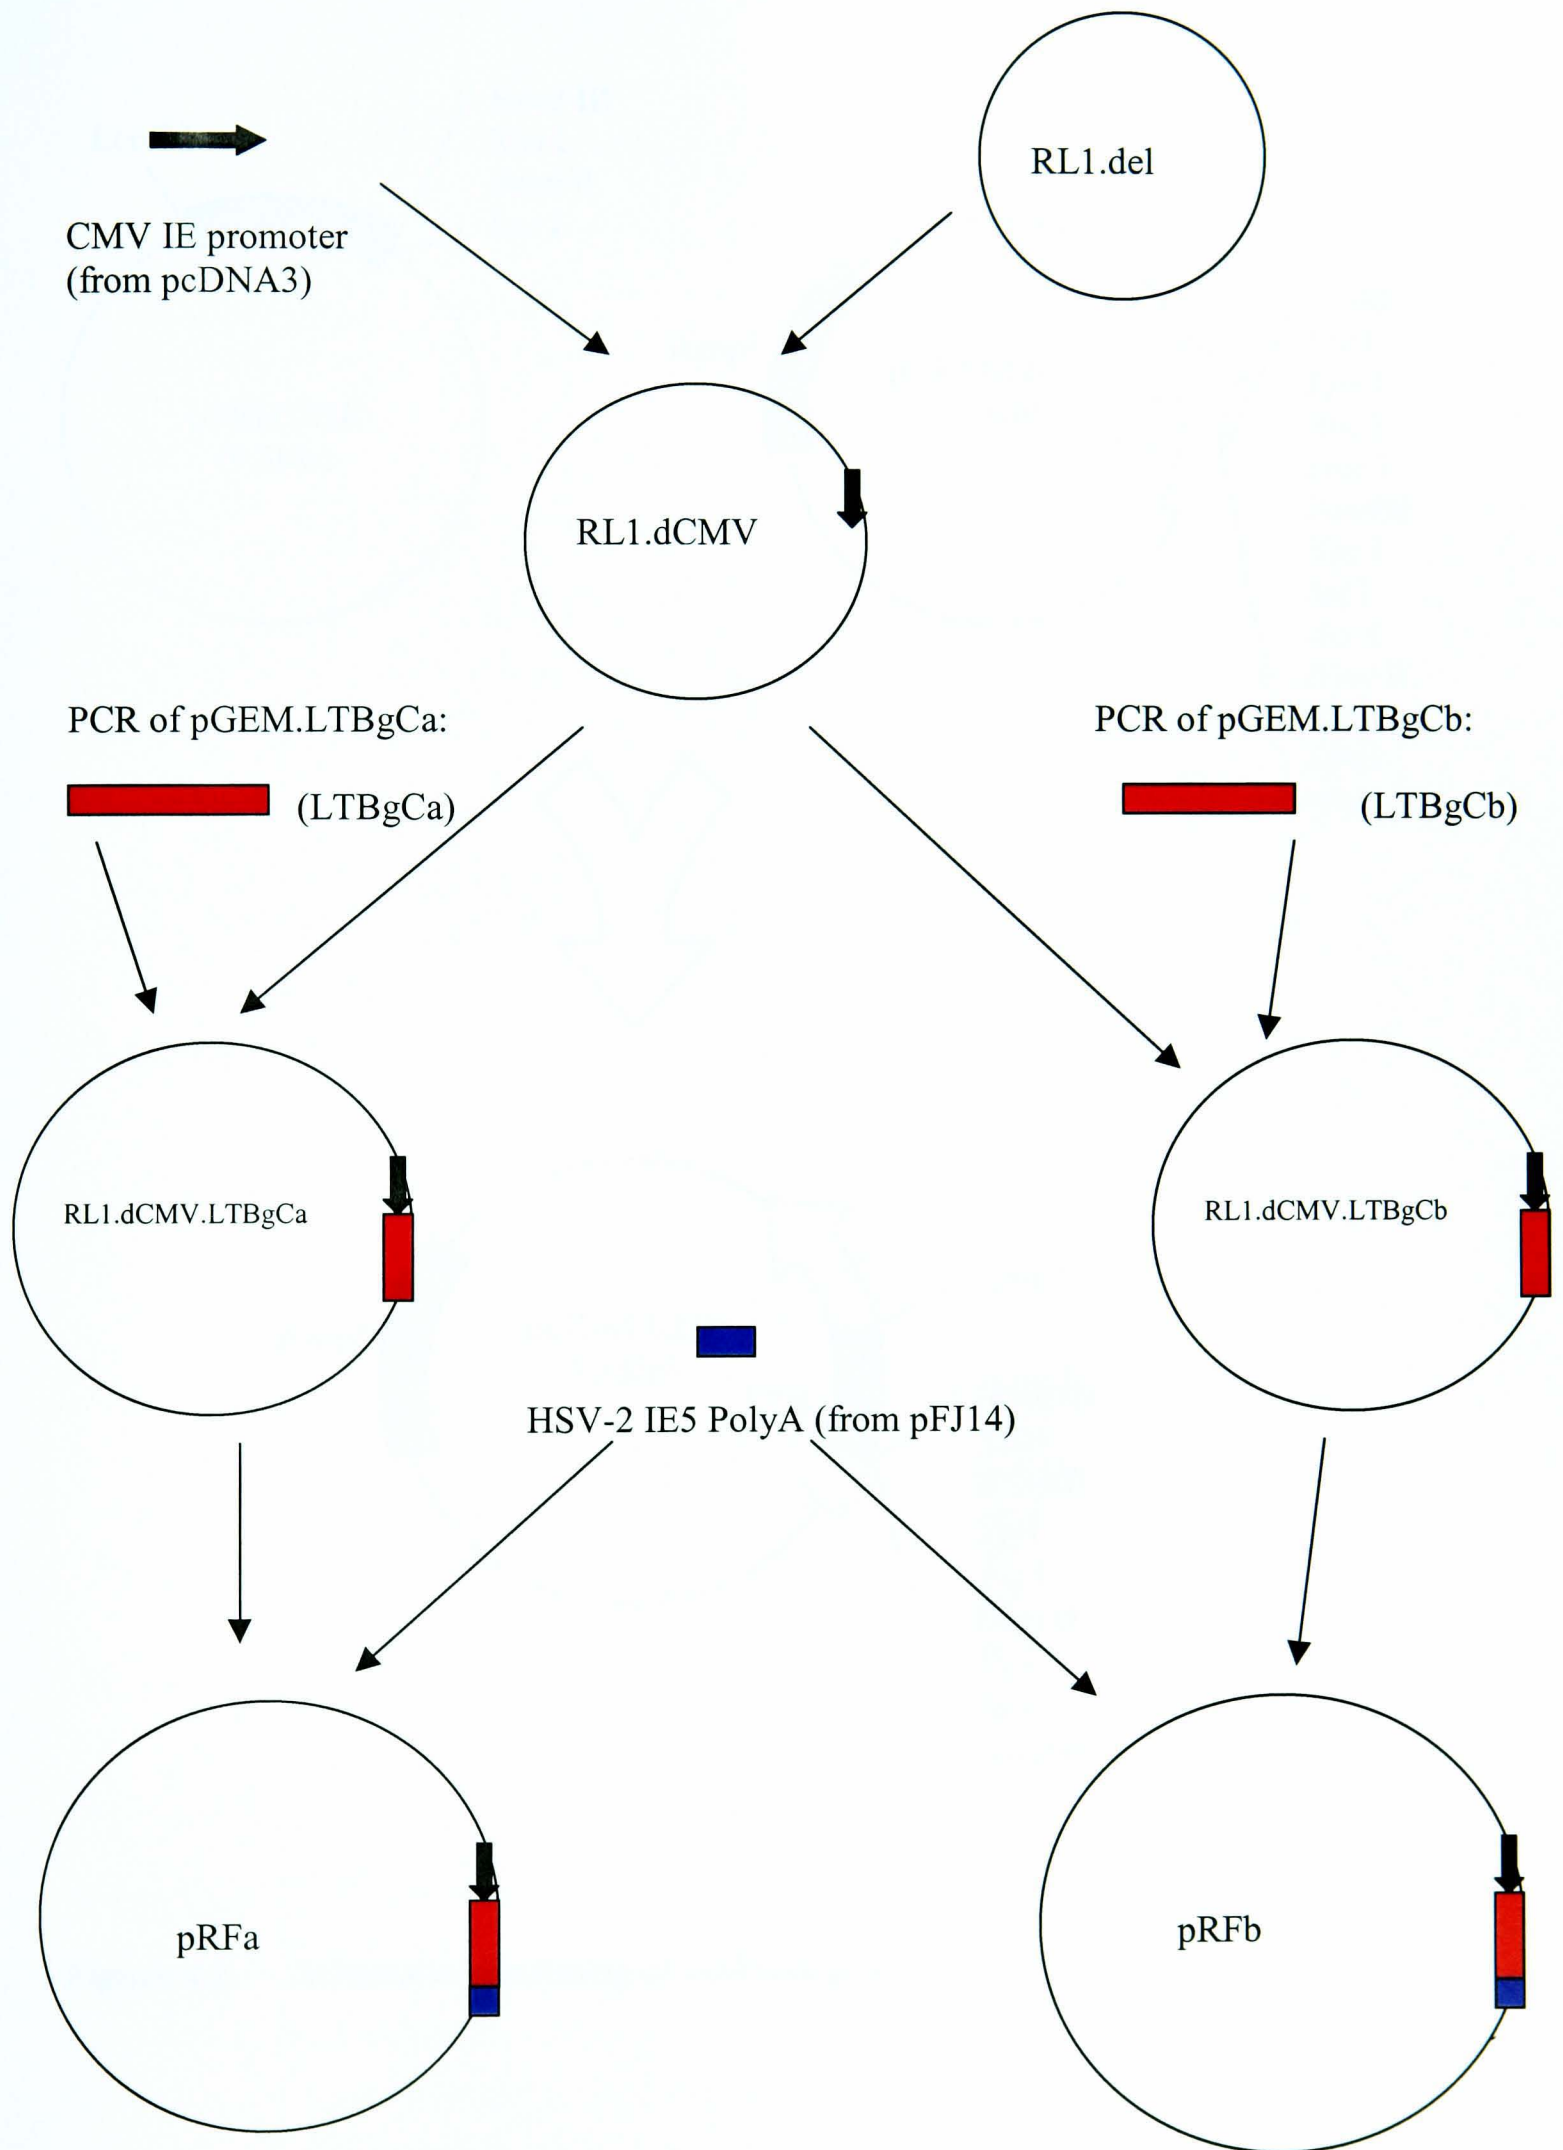 RL1.del
CMV IE promoter
(from pcDNA3)
RL1.dCMV
PCR of pGEM.LTBgCa:
(LTBgCa)
PCR of pGEM.LTBgCb:
(LTBgCb)
RL1.dCMV.LTBgCa
RL1.dCMV.LTBgCb
HSV-2 IE5 PolyA (from pFJ14)
pRFa
pRFb